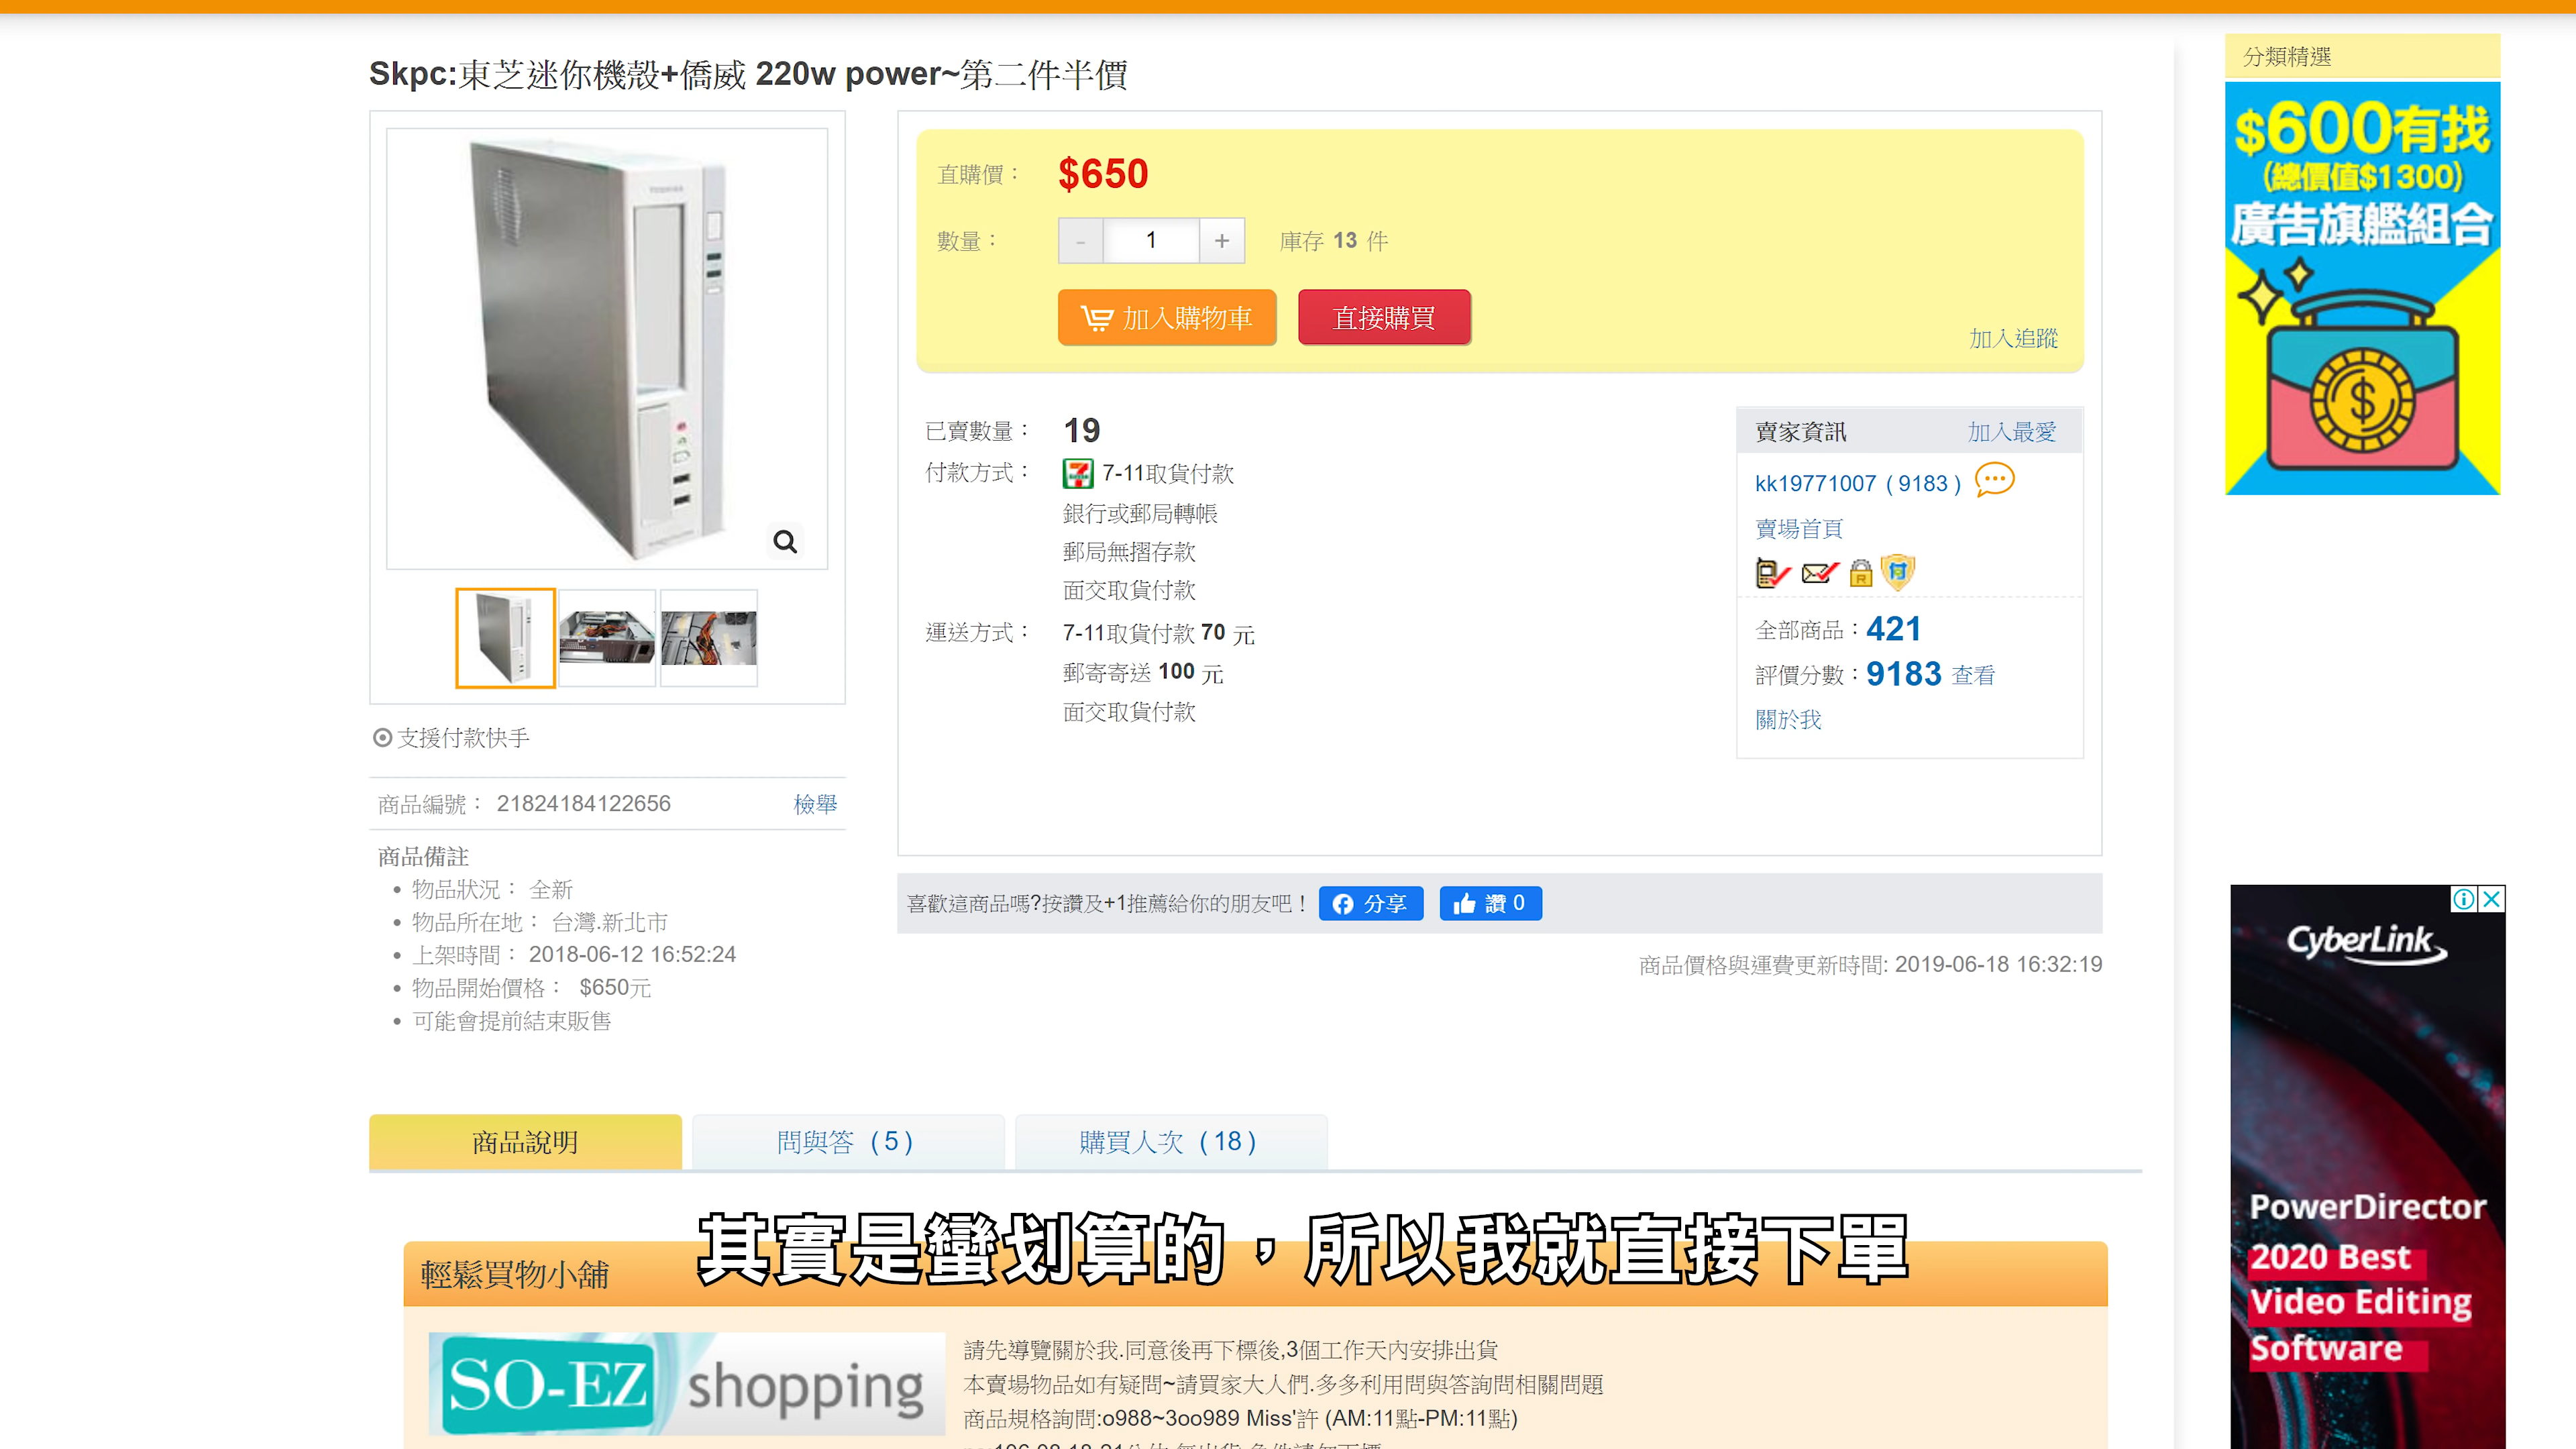 Skpc:東芝迷你機殼+僑威 220w power~第二件半價
TOSHIBA
直購價：
$650
數量：
-
1
+
庫存 13 件
加入購物車
直接購買
加入追蹤
已賣數量：
19
付款方式：
7-11取貨付款
銀行或郵局轉帳
郵局無摺存款
面交取貨付款
運送方式：
7-11取貨付款 70 元
郵寄寄送 100 元
面交取貨付款
賣家資訊
加入最愛
kk19771007 ( 9183 )
賣場首頁
全部商品：421
評價分數：9183 查看
關於我
支援付款快手
商品編號： 21824184122656
檢舉
商品備註
物品狀況： 全新
物品所在地： 台灣.新北市
上架時間： 2018-06-12 16:52:24
物品開始價格： $650元
可能會提前結束販售
喜歡這商品嗎?按讚及+1推薦給你的朋友吧！
分享
讚 0
商品價格與運費更新時間: 2019-06-18 16:32:19
商品說明
問與答 ( 5 )
購買人次 ( 18 )
其實是蠻划算的，所以我就直接下單
輕鬆買物小舖
SO-EZ shopping
請先導覽關於我.同意後再下標後,3個工作天內安排出貨
本賣場物品如有疑問~請買家大人們.多多利用問與答詢問相關問題
商品規格詢問:o988~3oo989 Miss'許 (AM:11點-PM:11點)
分類精選
$600有找
(總價值$1300)
廣告旗艦組合
CyberLink
PowerDirector
2020 Best
Video Editing
Software